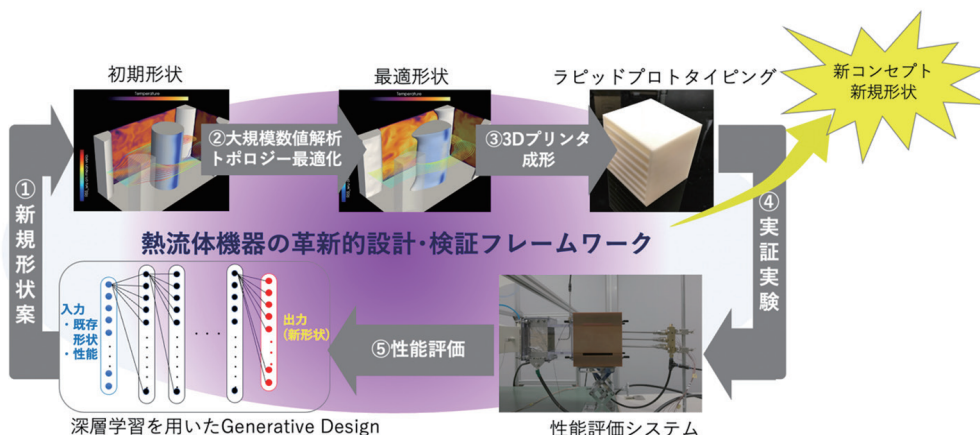 初期形状
最適形状
ラピッドプロトタイピング
新コンセプト
新規形状
Temperature
Temperature
①新規形状案
②大規模数値解析
トポロジー最適化
③3Dプリンタ
成形
④実証実験
熱流体機器の革新的設計・検証フレームワーク
入力
・既存
形状
・性能
出力
(新形状)
⑤性能評価
深層学習を用いたGenerative Design
性能評価システム